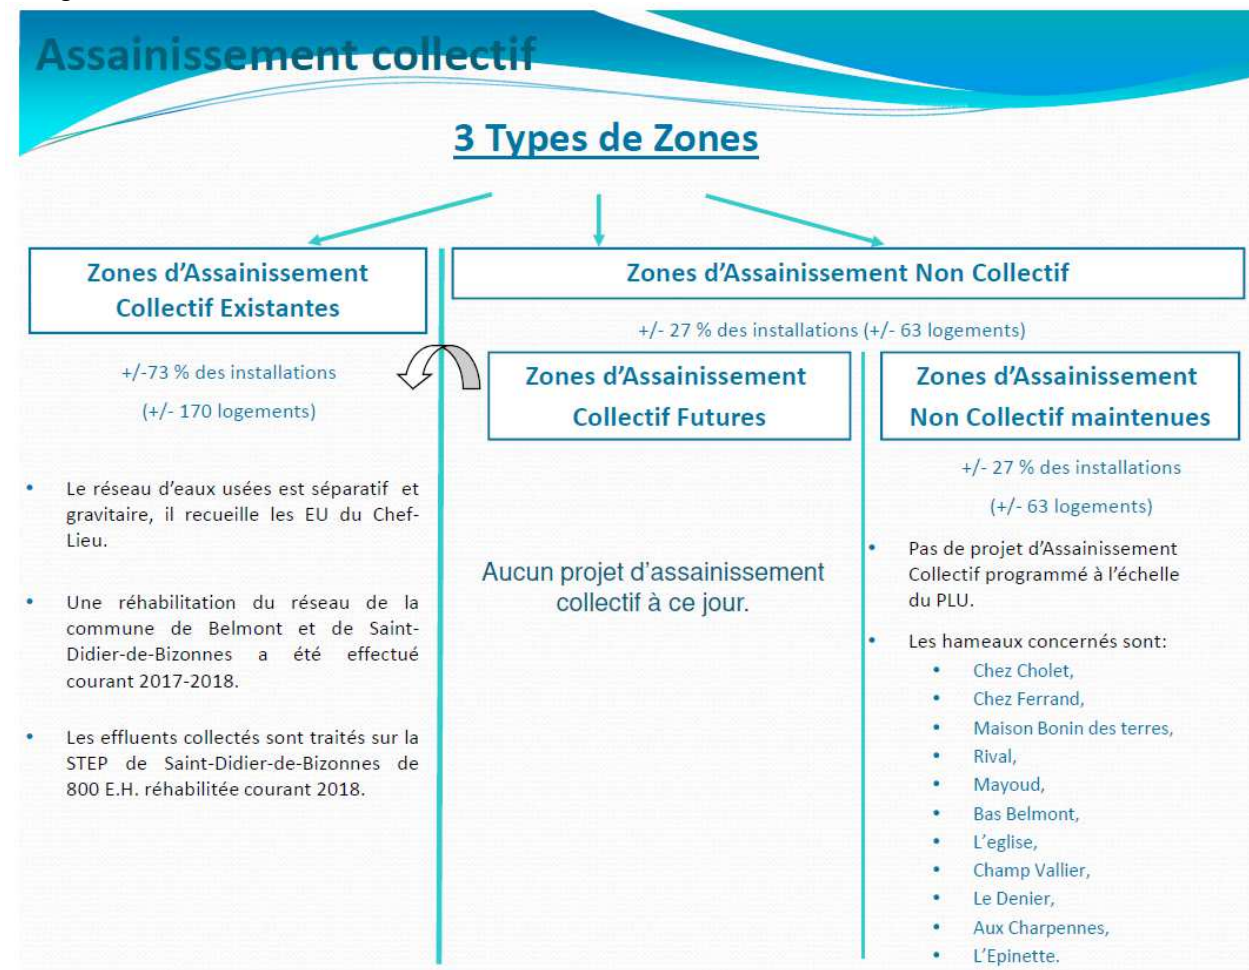 Assainissement collectif
3 Types de Zones
Zones d’Assainissement
Collectif Existantes
+/-73 % des installations
(+/- 170 logements)
• Le réseau d’eaux usées est séparatif et
gravitaire, il recueille les EU du Chef-
Lieu.
• Une réhabilitation du réseau de la
commune de Belmont et de Saint-
Didier-de-Bizonnes a été effectué
courant 2017-2018.
• Les effluents collectés sont traités sur la
STEP de Saint-Didier-de-Bizonnes de
800 E.H. réhabilitée courant 2018.
Zones d’Assainissement Non Collectif
+/- 27 % des installations (+/- 63 logements)
Zones d’Assainissement
Collectif Futures
Aucun projet d’assainissement
collectif à ce jour.
Zones d’Assainissement
Non Collectif maintenues
+/- 27 % des installations
(+/- 63 logements)
• Pas de projet d’Assainissement
Collectif programmé à l’échelle
du PLU.
• Les hameaux concernés sont:
• Chez Cholet,
• Chez Ferrand,
• Maison Bonin des terres,
• Rival,
• Mayoud,
• Bas Belmont,
• L’eglise,
• Champ Vallier,
• Le Denier,
• Aux Charpennes,
• L’Epinette.